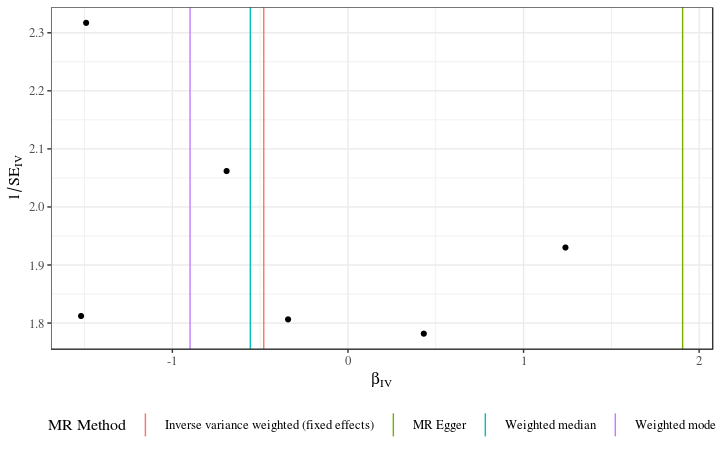 2.3
2.2
2.1
2.0
1.9
1.8
1/SE_IV
-1 0 1 2
β_IV
MR Method Inverse variance weighted (fixed effects) MR Egger Weighted median Weighted mode